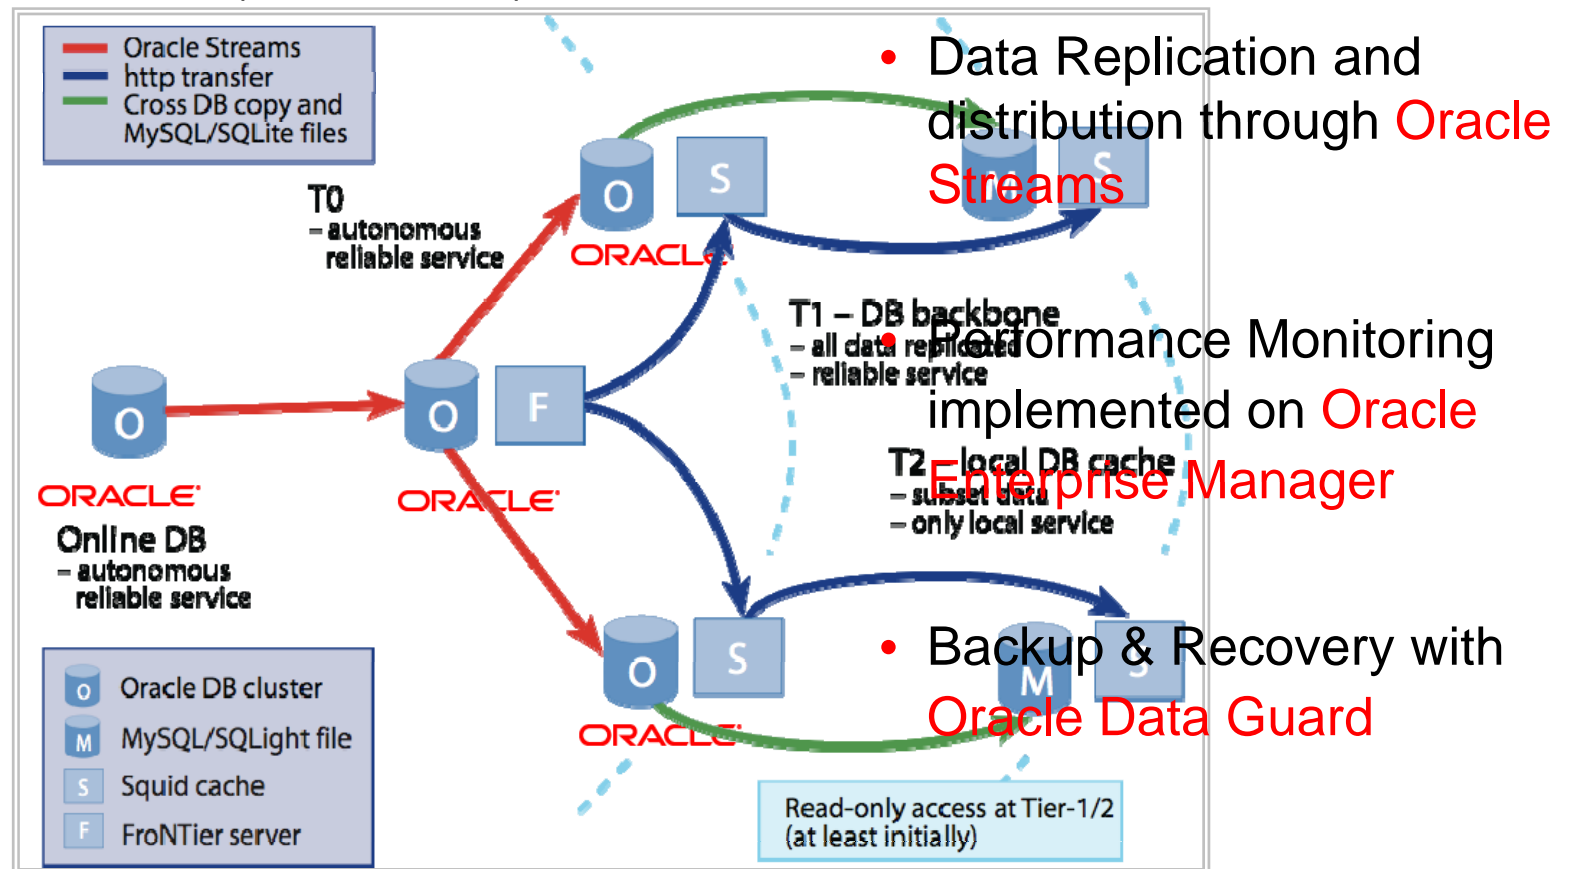 Oracle Streams
http transfer
Cross DB copy and
MySQL/SQLite files
T0
– autonomous
reliable service
O
S
M
S
ORACLE
• Data Replication and
distribution through Oracle
Streams
T1 – DB backbone
– all data replicated
– reliable service
• Performance Monitoring
implemented on Oracle
Enterprise Manager
O
O
F
ORACLE
ORACLE
T2 – local DB cache
– subset data
– only local service
Online DB
– autonomous
reliable service
O
S
M
S
ORACLE
• Backup & Recovery with
Oracle Data Guard
O Oracle DB cluster
M MySQL/SQLight file
S Squid cache
F FroNTier server
Read-only access at Tier-1/2
(at least initially)